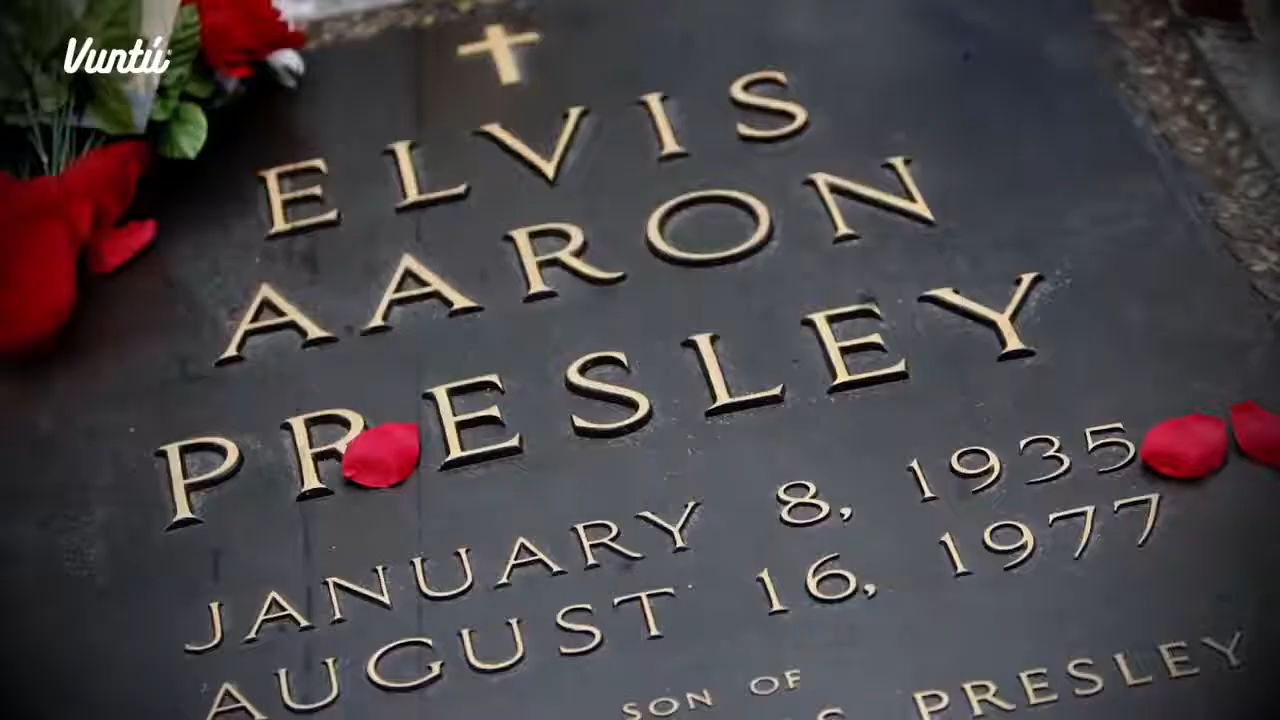 Vuntú
ELVIS
AARON
PRESLEY
JANUARY 8, 1935
AUGUST 16, 1977
SON OF
PRESLEY